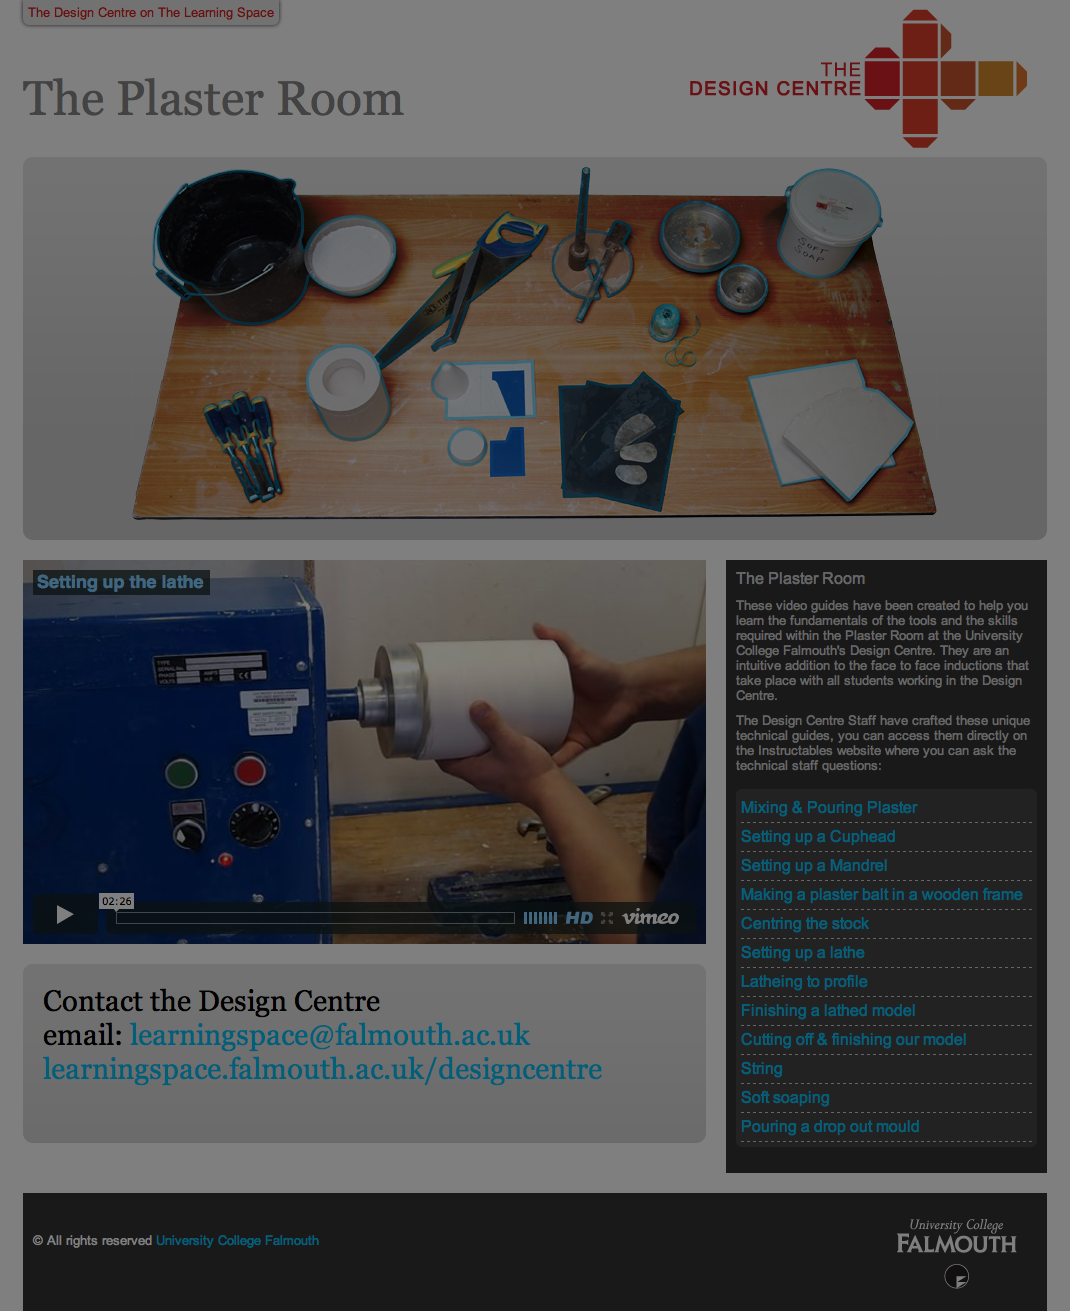 The Design Centre on The Learning Space
The Plaster Room
THE
DESIGN CENTRE
SOFT
SOAP
Setting up the lathe
TYPE
SERIAL No.
PHASE
VOLTS
02:26
HD
vimeo
Contact the Design Centre
email: learningspace@falmouth.ac.uk
learningspace.falmouth.ac.uk/designcentre
The Plaster Room
These video guides have been created to help you
learn the fundamentals of the tools and the skills
required within the Plaster Room at the University
College Falmouth's Design Centre. They are an
intuitive addition to the face to face inductions that
take place with all students working in the Design
Centre.
The Design Centre Staff have crafted these unique
technical guides, you can access them directly on
the Instructables website where you can ask the
technical staff questions:
Mixing & Pouring Plaster
Setting up a Cuphead
Setting up a Mandrel
Making a plaster balt in a wooden frame
Centring the stock
Setting up a lathe
Latheing to profile
Finishing a lathed model
Cutting off & finishing our model
String
Soft soaping
Pouring a drop out mould
© All rights reserved University College Falmouth
University College
FALMOUTH